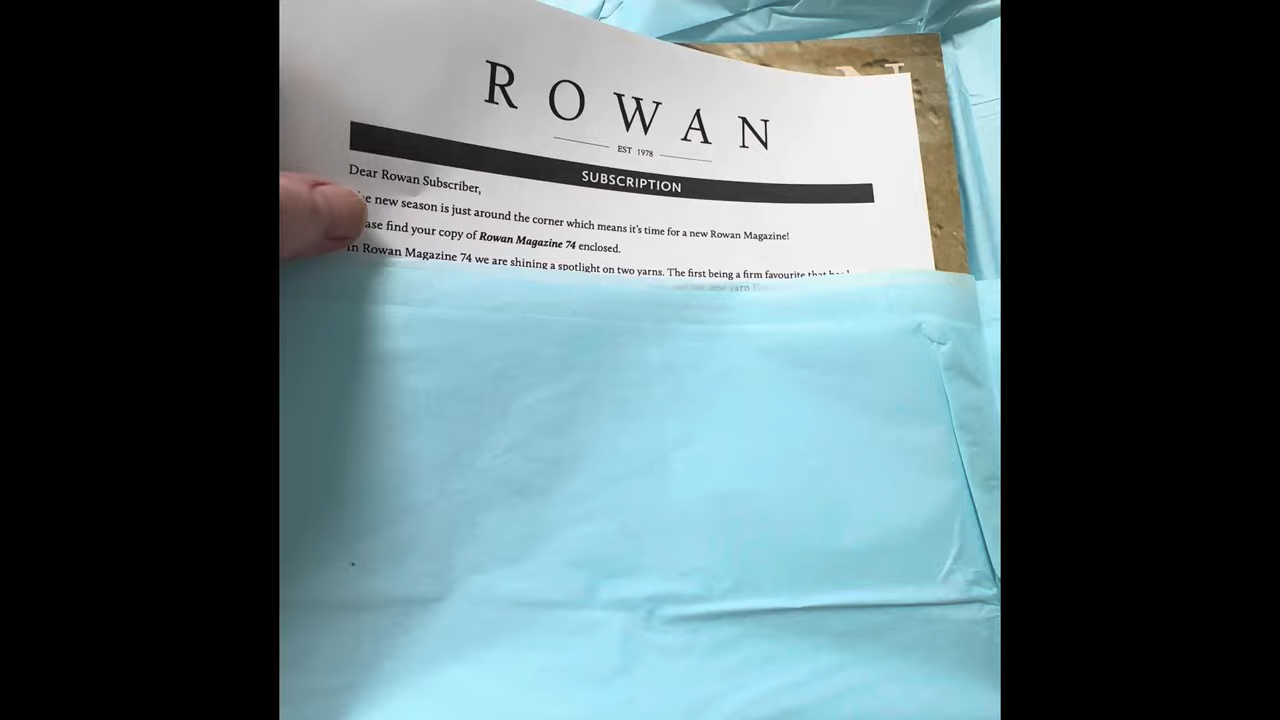 ROWAN
EST 1978
SUBSCRIPTION
Dear Rowan Subscriber,
new season is just around the corner which means it's time for a new Rowan Magazine!
find your copy of Rowan Magazine 74 enclosed.
In Rowan Magazine 74 we are shining a spotlight on two yarns. The first being a firm favourite that
yarn
N